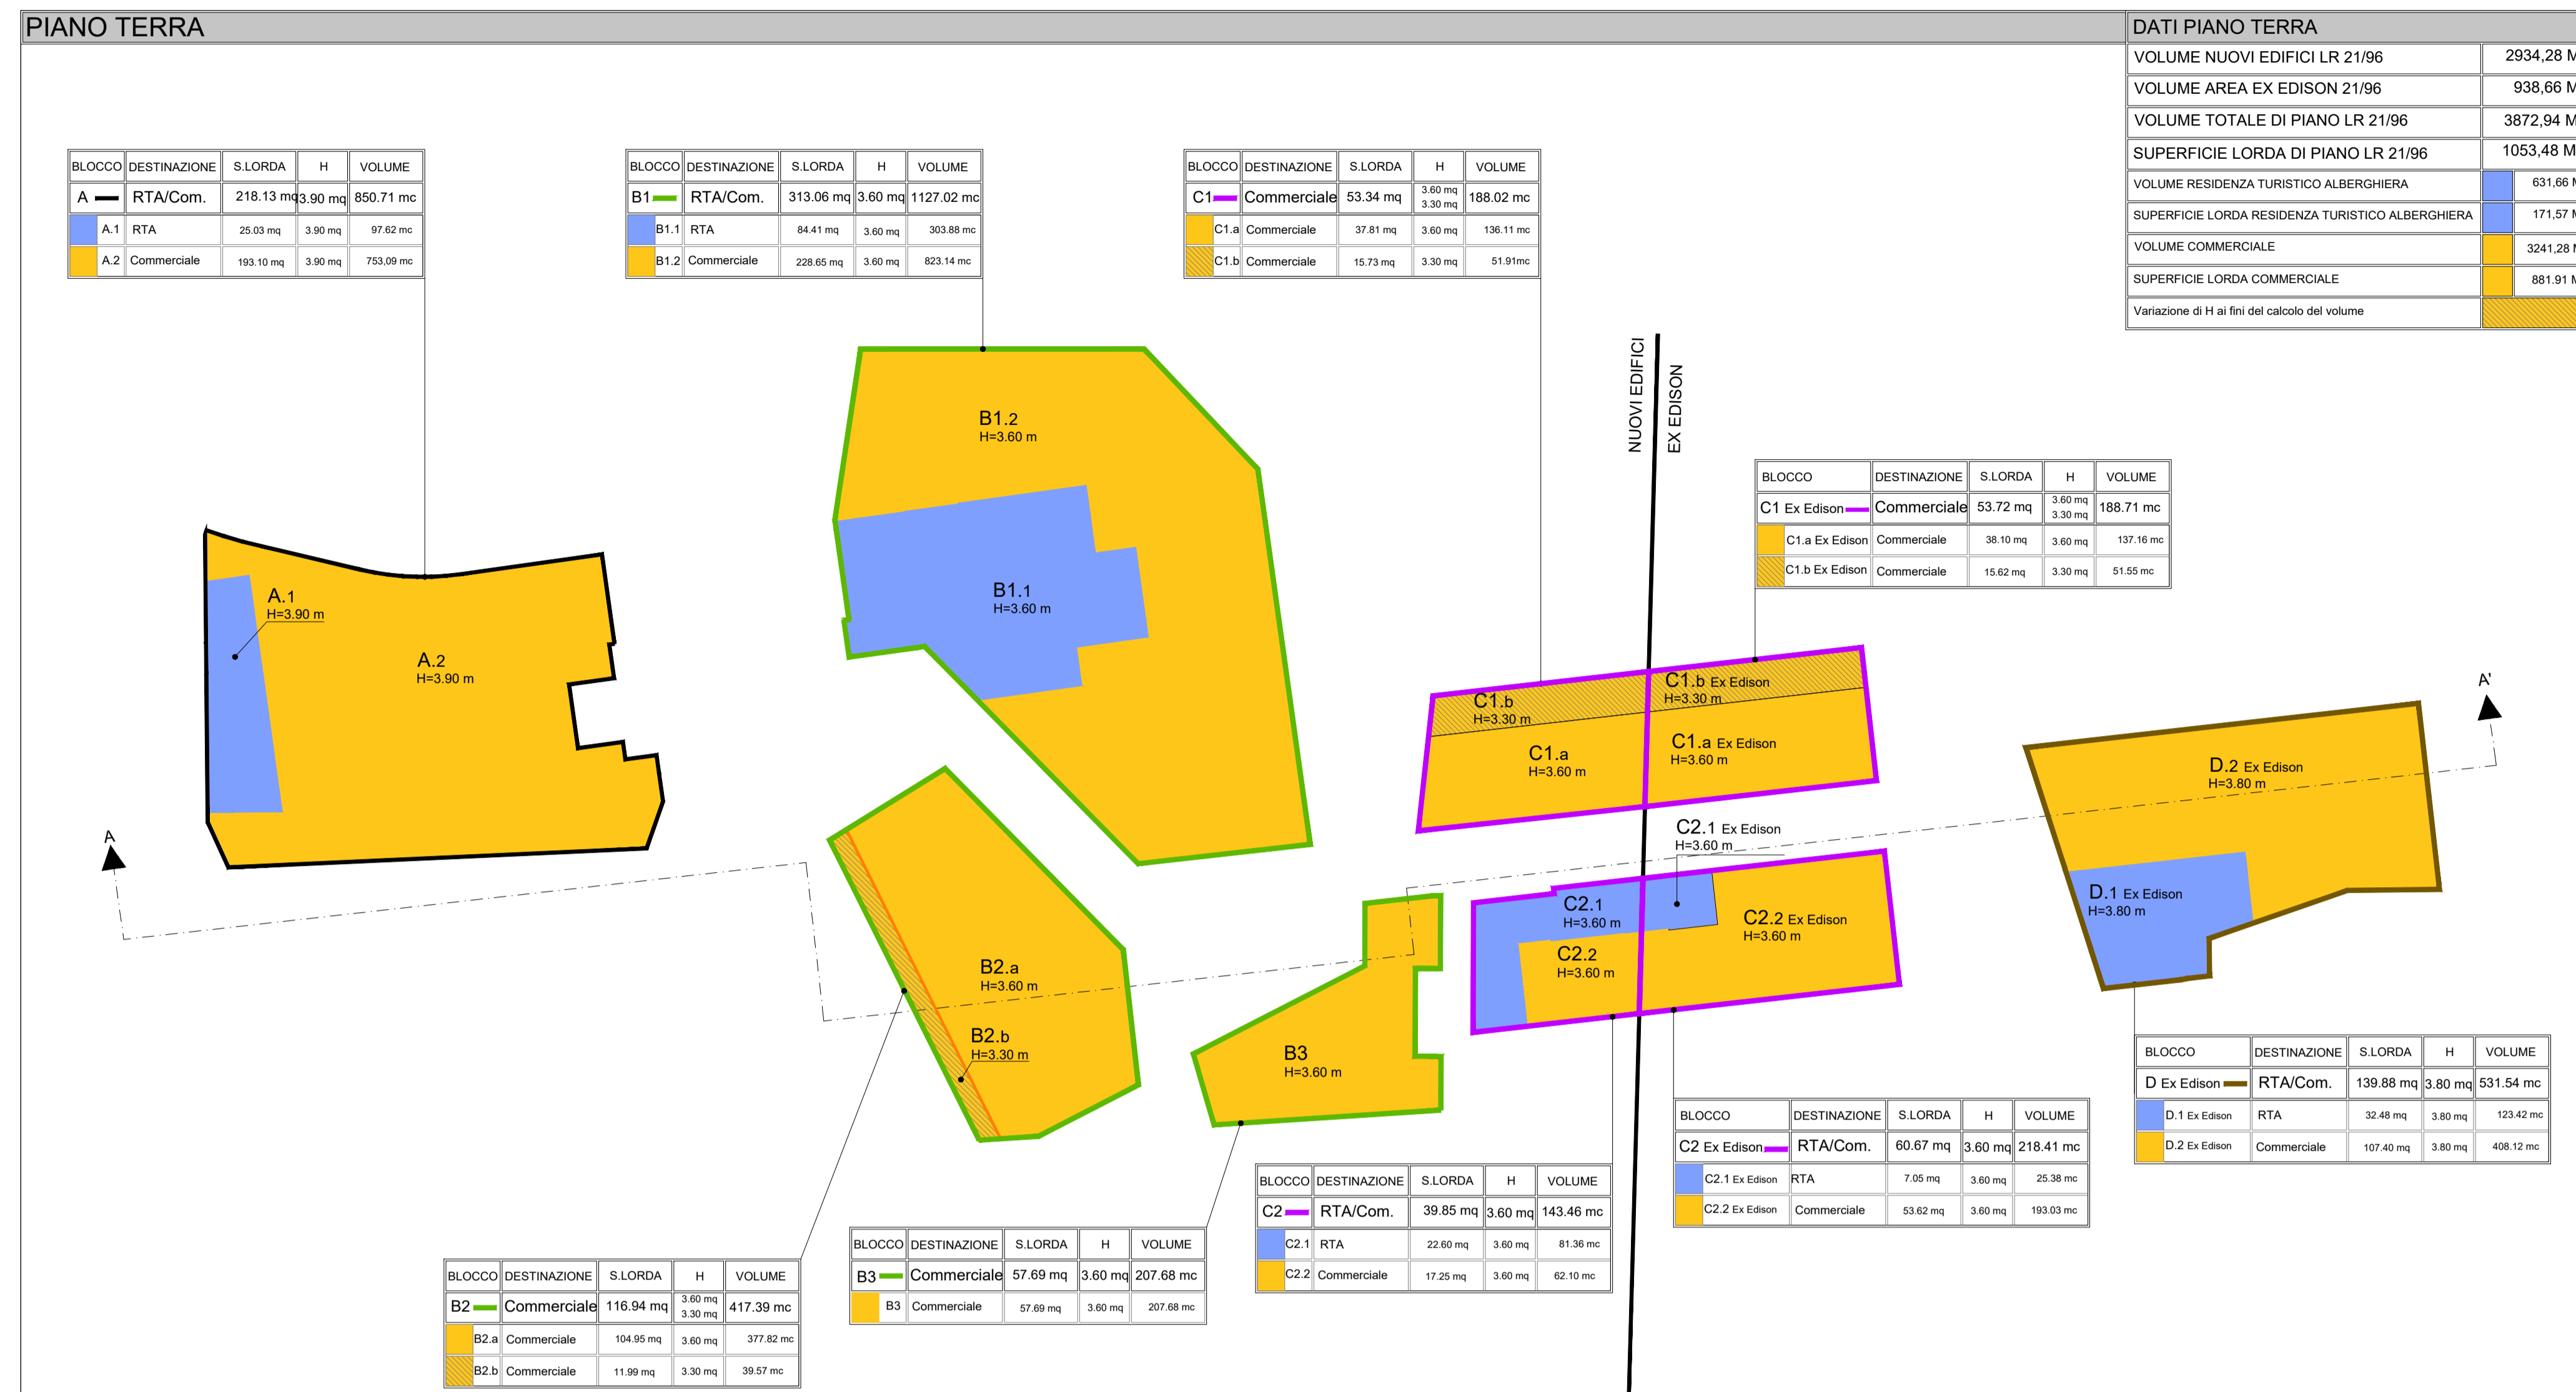 PIANO TERRA
DATI PIANO TERRA
VOLUME NUOVI EDIFICI LR 21/96 2934,28 M
VOLUME AREA EX EDISON 21/96 938,66 M
VOLUME TOTALE DI PIANO LR 21/96 3872,94 M
SUPERFICIE LORDA DI PIANO LR 21/96 1053,48 M
VOLUME RESIDENZA TURISTICO ALBERGHIERA 631,66 M
SUPERFICIE LORDA RESIDENZA TURISTICO ALBERGHIERA 171,57 M
VOLUME COMMERCIALE 3241,28 M
SUPERFICIE LORDA COMMERCIALE 881.91 M
Variazione di H ai fini del calcolo del volume
BLOCCO DESTINAZIONE S.LORDA H VOLUME
A RTA/Com. 218.13 mq 3.90 mq 850.71 mc
A.1 RTA 25.03 mq 3.90 mq 97.62 mc
A.2 Commerciale 193.10 mq 3.90 mq 753,09 mc
BLOCCO DESTINAZIONE S.LORDA H VOLUME
B1 RTA/Com. 313.06 mq 3.60 mq 1127.02 mc
B1.1 RTA 84.41 mq 3.60 mq 303.88 mc
B1.2 Commerciale 228.65 mq 3.60 mq 823.14 mc
BLOCCO DESTINAZIONE S.LORDA H VOLUME
C1 Commerciale 53.34 mq 3.60 mq 3.30 mq 188.02 mc
C1.a Commerciale 37.81 mq 3.60 mq 136.11 mc
C1.b Commerciale 15.73 mq 3.30 mq 51.91mc
NUOVI EDIFICI
EX EDISON
BLOCCO DESTINAZIONE S.LORDA H VOLUME
C1 Ex Edison Commerciale 53.72 mq 3.60 mq 3.30 mq 188.71 mc
C1.a Ex Edison Commerciale 38.10 mq 3.60 mq 137.16 mc
C1.b Ex Edison Commerciale 15.62 mq 3.30 mq 51.55 mc
B1.2
H=3.60 m
B1.1
H=3.60 m
A.1
H=3.90 m
A.2
H=3.90 m
C1.b
H=3.30 m
C1.b Ex Edison
H=3.30 m
C1.a
H=3.60 m
C1.a Ex Edison
H=3.60 m
A'
D.2 Ex Edison
H=3.80 m
D.1 Ex Edison
H=3.80 m
A
C2.1 Ex Edison
H=3.60 m
C2.1
H=3.60 m
C2.2 Ex Edison
H=3.60 m
C2.2
H=3.60 m
B2.a
H=3.60 m
B2.b
H=3.30 m
B3
H=3.60 m
BLOCCO DESTINAZIONE S.LORDA H VOLUME
D Ex Edison RTA/Com. 139.88 mq 3.80 mq 531.54 mc
D.1 Ex Edison RTA 32.48 mq 3.80 mq 123.42 mc
D.2 Ex Edison Commerciale 107.40 mq 3.80 mq 408.12 mc
BLOCCO DESTINAZIONE S.LORDA H VOLUME
C2 Ex Edison RTA/Com. 60.67 mq 3.60 mq 218.41 mc
C2.1 Ex Edison RTA 7.05 mq 3.60 mq 25.38 mc
C2.2 Ex Edison Commerciale 53.62 mq 3.60 mq 193.03 mc
BLOCCO DESTINAZIONE S.LORDA H VOLUME
C2 RTA/Com. 39.85 mq 3.60 mq 143.46 mc
C2.1 RTA 22.60 mq 3.60 mq 81.36 mc
C2.2 Commerciale 17.25 mq 3.60 mq 62.10 mc
BLOCCO DESTINAZIONE S.LORDA H VOLUME
B3 Commerciale 57.69 mq 3.60 mq 207.68 mc
B3 Commerciale 57.69 mq 3.60 mq 207.68 mc
BLOCCO DESTINAZIONE S.LORDA H VOLUME
B2 Commerciale 116.94 mq 3.60 mq 3.30 mq 417.39 mc
B2.a Commerciale 104.95 mq 3.60 mq 377.82 mc
B2.b Commerciale 11.99 mq 3.30 mq 39.57 mc